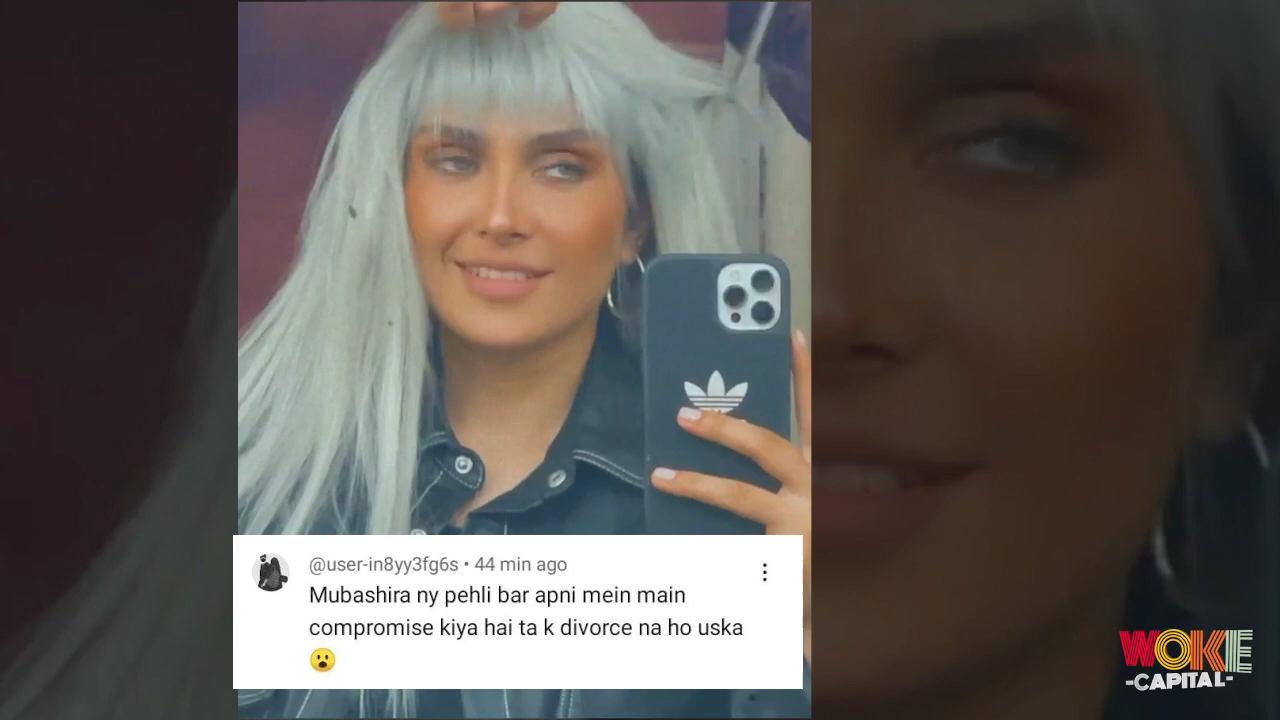 @user-in8yy3fg6s • 44 min ago
Mubashira ny pehli bar apni mein main
compromise kiya hai ta k divorce na ho uska
😮
WOKE
-CAPITAL-